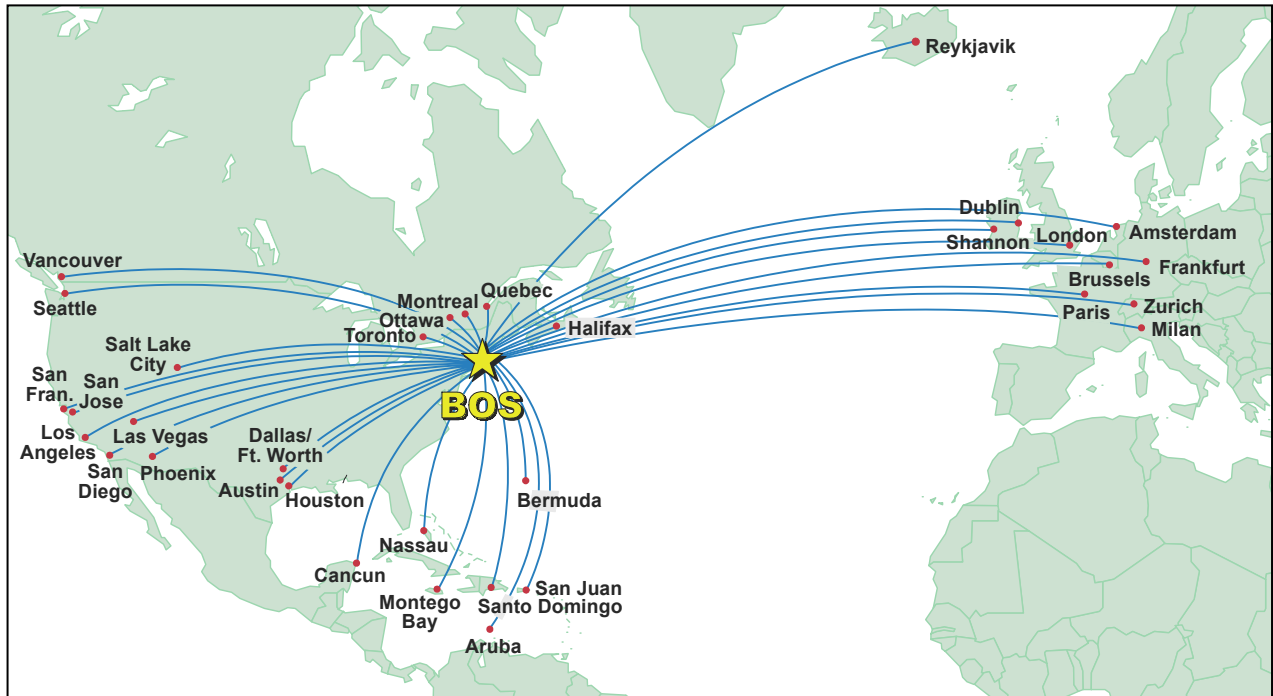 Reykjavik
Dublin
Shannon
London
Amsterdam
Frankfurt
Brussels
Paris
Zurich
Milan
Vancouver
Seattle
Montreal
Quebec
Ottawa
Toronto
Halifax
Salt Lake
City
San
Fran.
San
Jose
BOS
Los
Angeles
Las Vegas
San
Diego
Phoenix
Dallas/
Ft. Worth
Austin
Houston
Bermuda
Nassau
Cancun
Montego
Bay
San Juan
Santo Domingo
Aruba